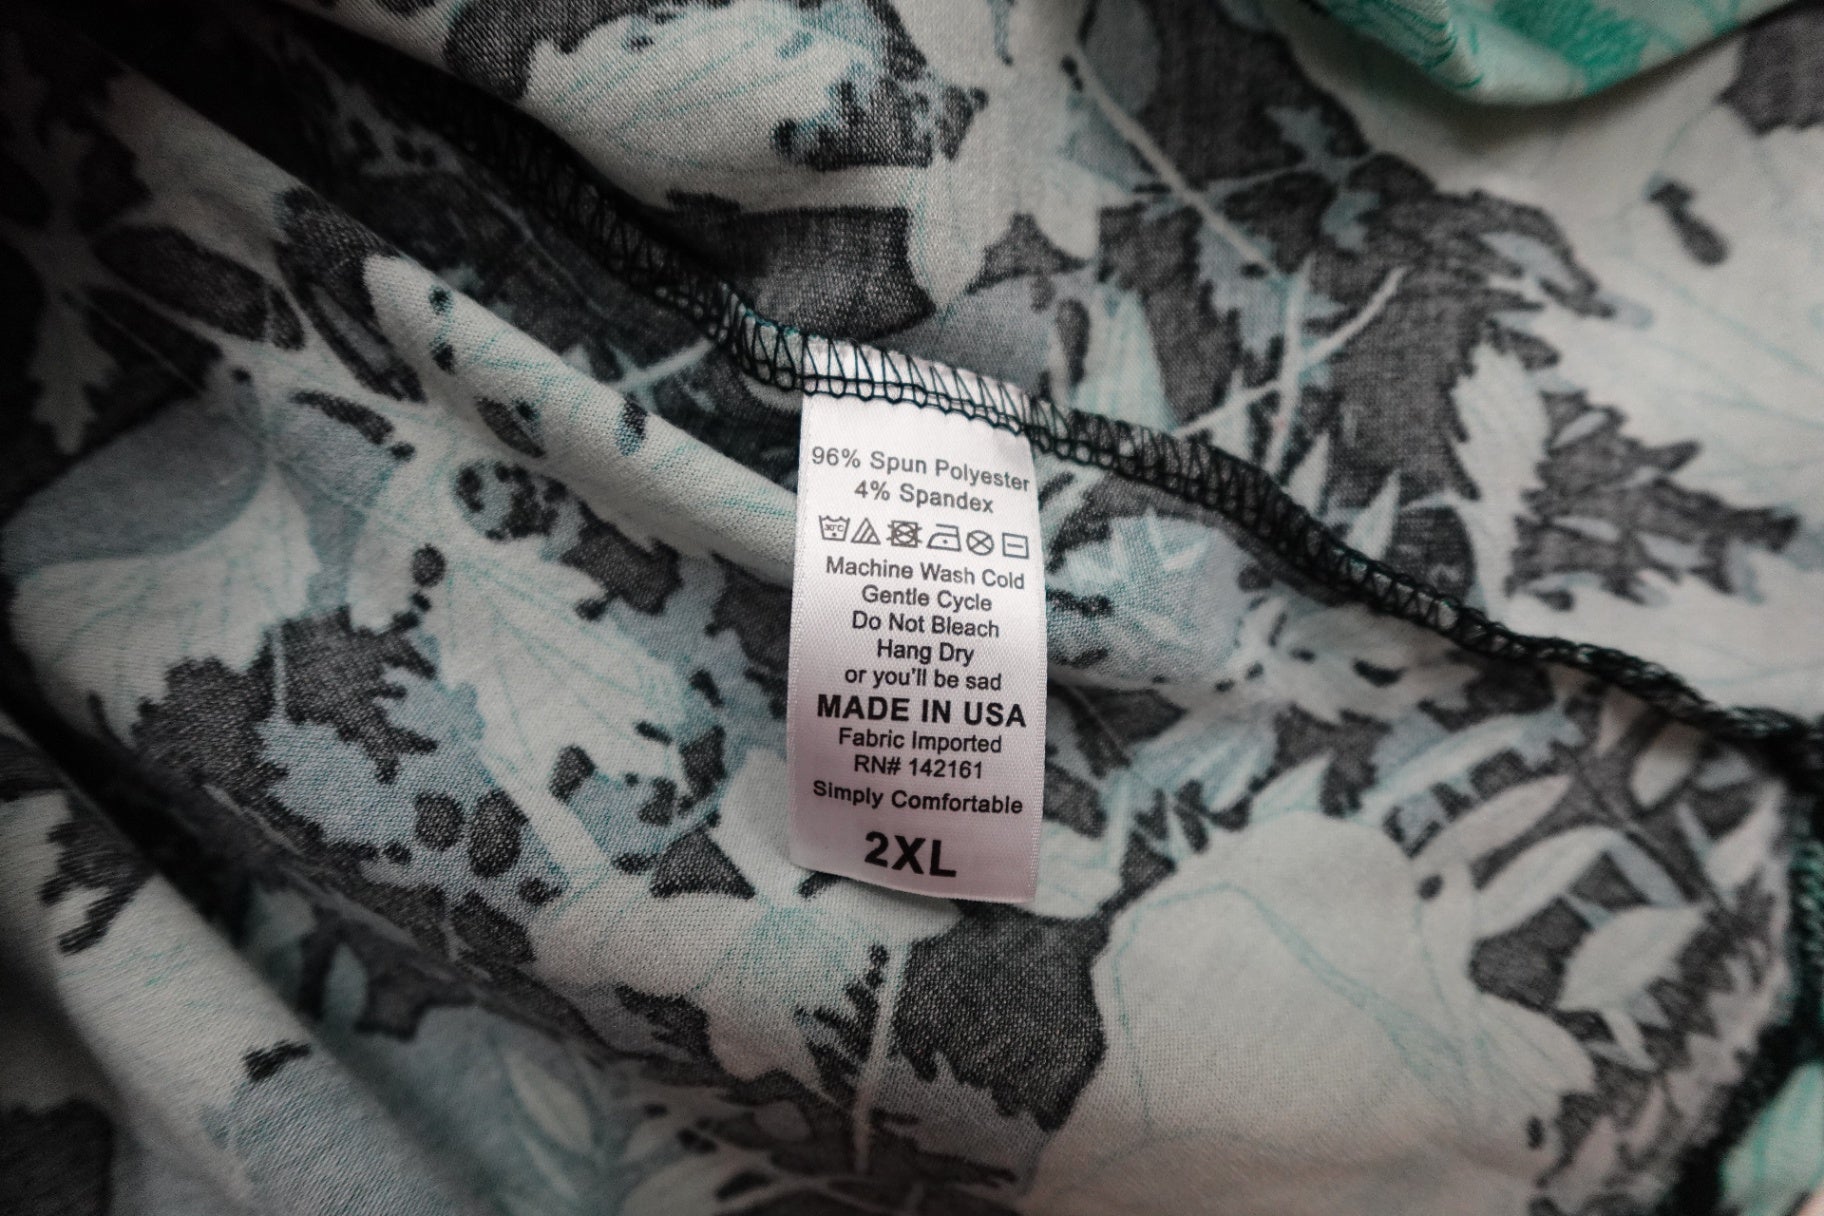 96% Spun Polyester
4% Spandex
30°C
Machine Wash Cold
Gentle Cycle
Do Not Bleach
Hang Dry
or you'll be sad
MADE IN USA
Fabric Imported
RN# 142161
Simply Comfortable
2XL